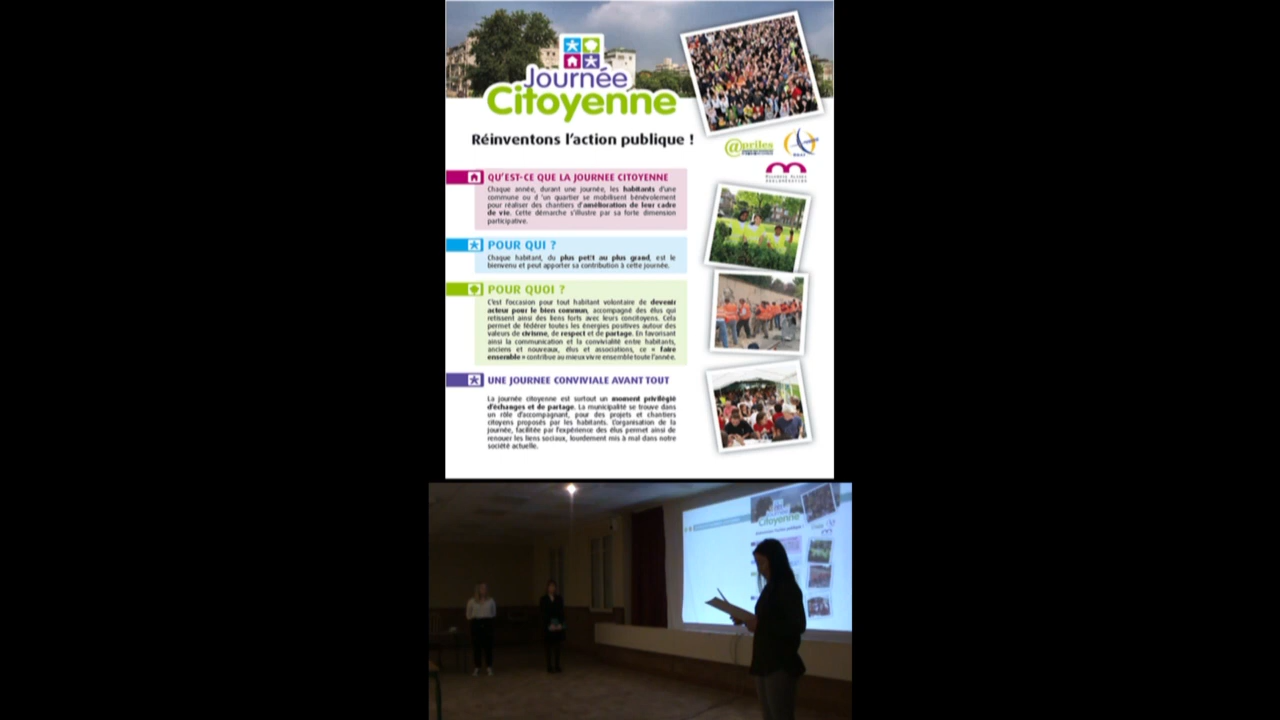 Journée
Citoyenne
Réinventons l'action publique !
@priles
QU'EST-CE QUE LA JOURNEE CITOYENNE
Chaque année, durant une journée, les habitants d'une
commune ou d 'un quartier se mobilisent bénévolement
pour réaliser des chantiers d'amélioration de leur cadre
de vie. Cette démarche s'illustre par sa forte dimension
participative.
POUR QUI ?
Chaque habitant, du plus petit au plus grand, est le
bienvenu et peut apporter sa contribution à cette journée.
POUR QUOI ?
C'est l'occasion pour tout habitant volontaire de devenir
acteur pour le bien commun, accompagné des élus qui
retissent ainsi des liens forts avec leurs concitoyens. Cela
permet de fédérer toutes les énergies positives autour des
valeurs de civisme, de respect et de partage. En favorisant
ainsi la communication et la convivialité entre habitants,
anciens et nouveaux, élus et associations, ce « faire
ensemble » contribue au mieux vivre ensemble toute l'année.
UNE JOURNEE CONVIVIALE AVANT TOUT
La journée citoyenne est surtout un moment privilégié
d'échanges et de partage. La municipalité se trouve dans
un rôle d'accompagnant, pour des projets et chantiers
citoyens proposés par les habitants. L'organisation de la
journée, facilitée par l'expérience des élus permet ainsi de
renouer les liens sociaux, lourdement mis à mal dans notre
société actuelle.
Journée
Citoyenne